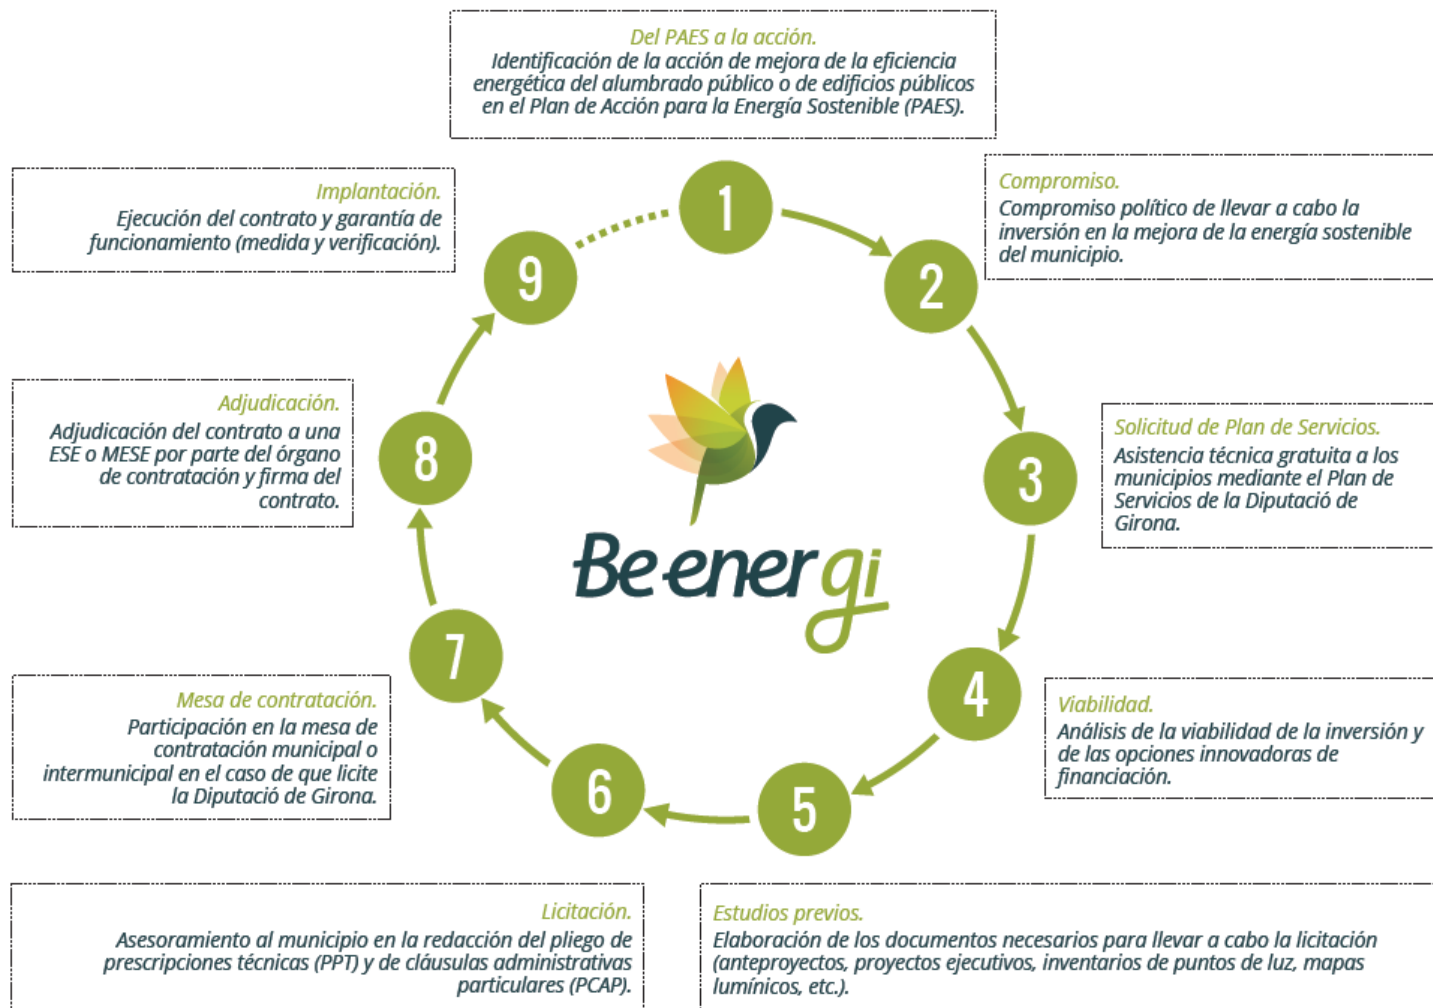 Del PAES a la acción.
Identificación de la acción de mejora de la eficiencia
energética del alumbrado público o de edificios públicos
en el Plan de Acción para la Energía Sostenible (PAES).
1
Compromiso.
Compromiso político de llevar a cabo la
inversión en la mejora de la energía sostenible
del municipio.
2
Solicitud de Plan de Servicios.
Asistencia técnica gratuita a los
municipios mediante el Plan de
Servicios de la Diputació de
Girona.
3
Viabilidad.
Análisis de la viabilidad de la inversión y
de las opciones innovadoras de
financiación.
4
Estudios previos.
Elaboración de los documentos necesarios para llevar a cabo la licitación
(anteproyectos, proyectos ejecutivos, inventarios de puntos de luz, mapas
lumínicos, etc.).
5
Licitación.
Asesoramiento al municipio en la redacción del pliego de
prescripciones técnicas (PPT) y de cláusulas administrativas
particulares (PCAP).
6
Mesa de contratación.
Participación en la mesa de
contratación municipal o
intermunicipal en el caso de que licite
la Diputació de Girona.
7
Adjudicación.
Adjudicación del contrato a una
ESE o MESE por parte del órgano
de contratación y firma del
contrato.
8
Implantación.
Ejecución del contrato y garantía de
funcionamiento (medida y verificación).
9
Be energi